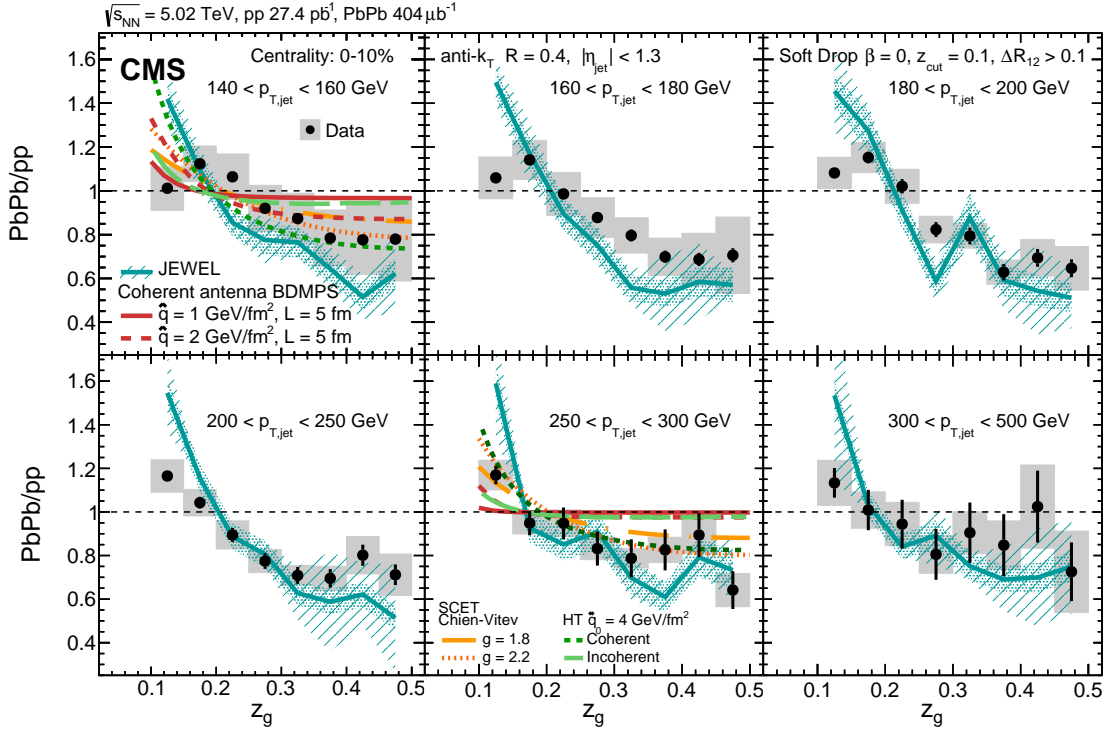 √s_NN = 5.02 TeV, pp 27.4 pb⁻¹, PbPb 404 μb⁻¹
CMS
Centrality: 0-10%
140 < p_T,jet < 160 GeV
Data
JEWEL
Coherent antenna BDMPS
q̂ = 1 GeV/fm², L = 5 fm
q̂ = 2 GeV/fm², L = 5 fm
PbPb/pp
1.6
1.4
1.2
1
0.8
0.6
0.4
anti-k_T R = 0.4, |η_jet| < 1.3
160 < p_T,jet < 180 GeV
Soft Drop β = 0, z_cut = 0.1, ΔR₁₂ > 0.1
180 < p_T,jet < 200 GeV
200 < p_T,jet < 250 GeV
PbPb/pp
1.6
1.4
1.2
1
0.8
0.6
0.4
0.1 0.2 0.3 0.4 0.5
z_g
250 < p_T,jet < 300 GeV
SCET
Chien-Vitev
g = 1.8
g = 2.2
HT q̂₀ = 4 GeV/fm²
Coherent
Incoherent
0.1 0.2 0.3 0.4 0.5
z_g
300 < p_T,jet < 500 GeV
0.1 0.2 0.3 0.4 0.5
z_g